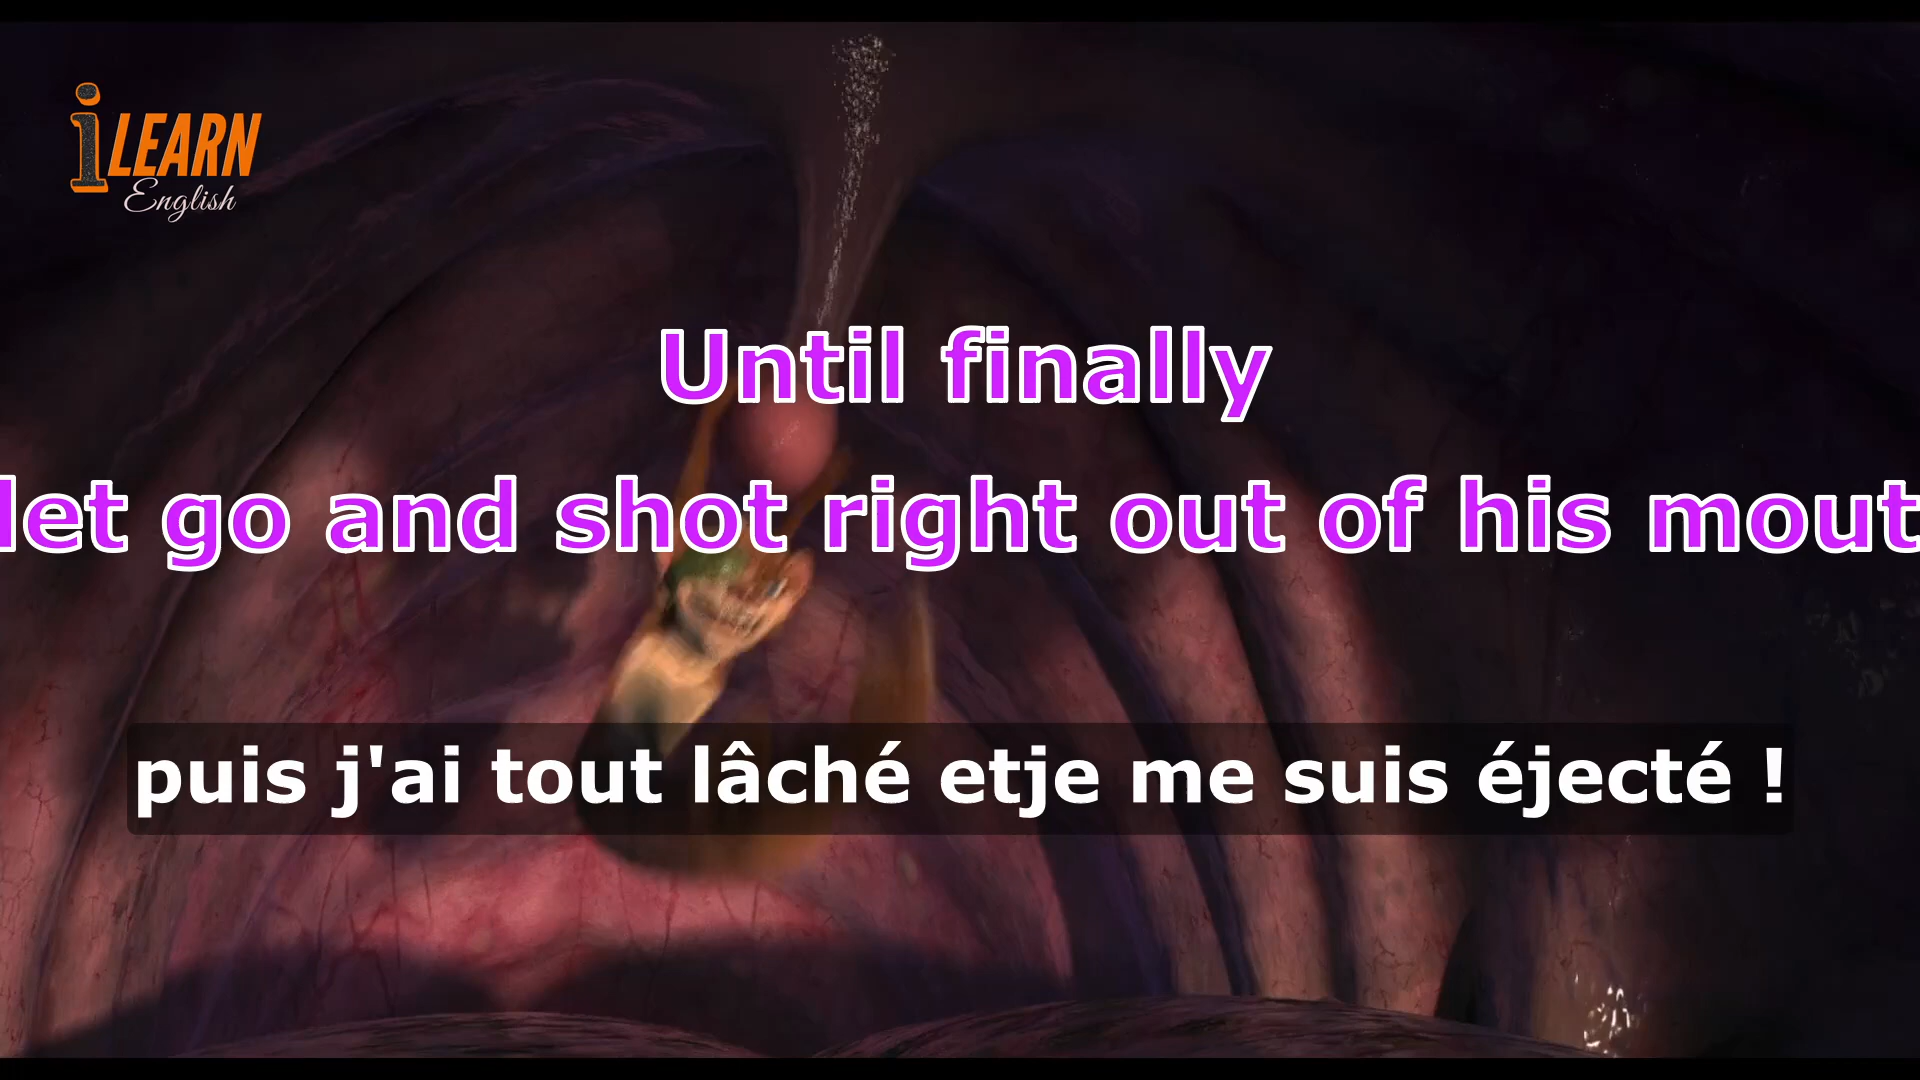 iLEARN
English
Until finally
let go and shot right out of his mout
puis j'ai tout lâché etje me suis éjecté !